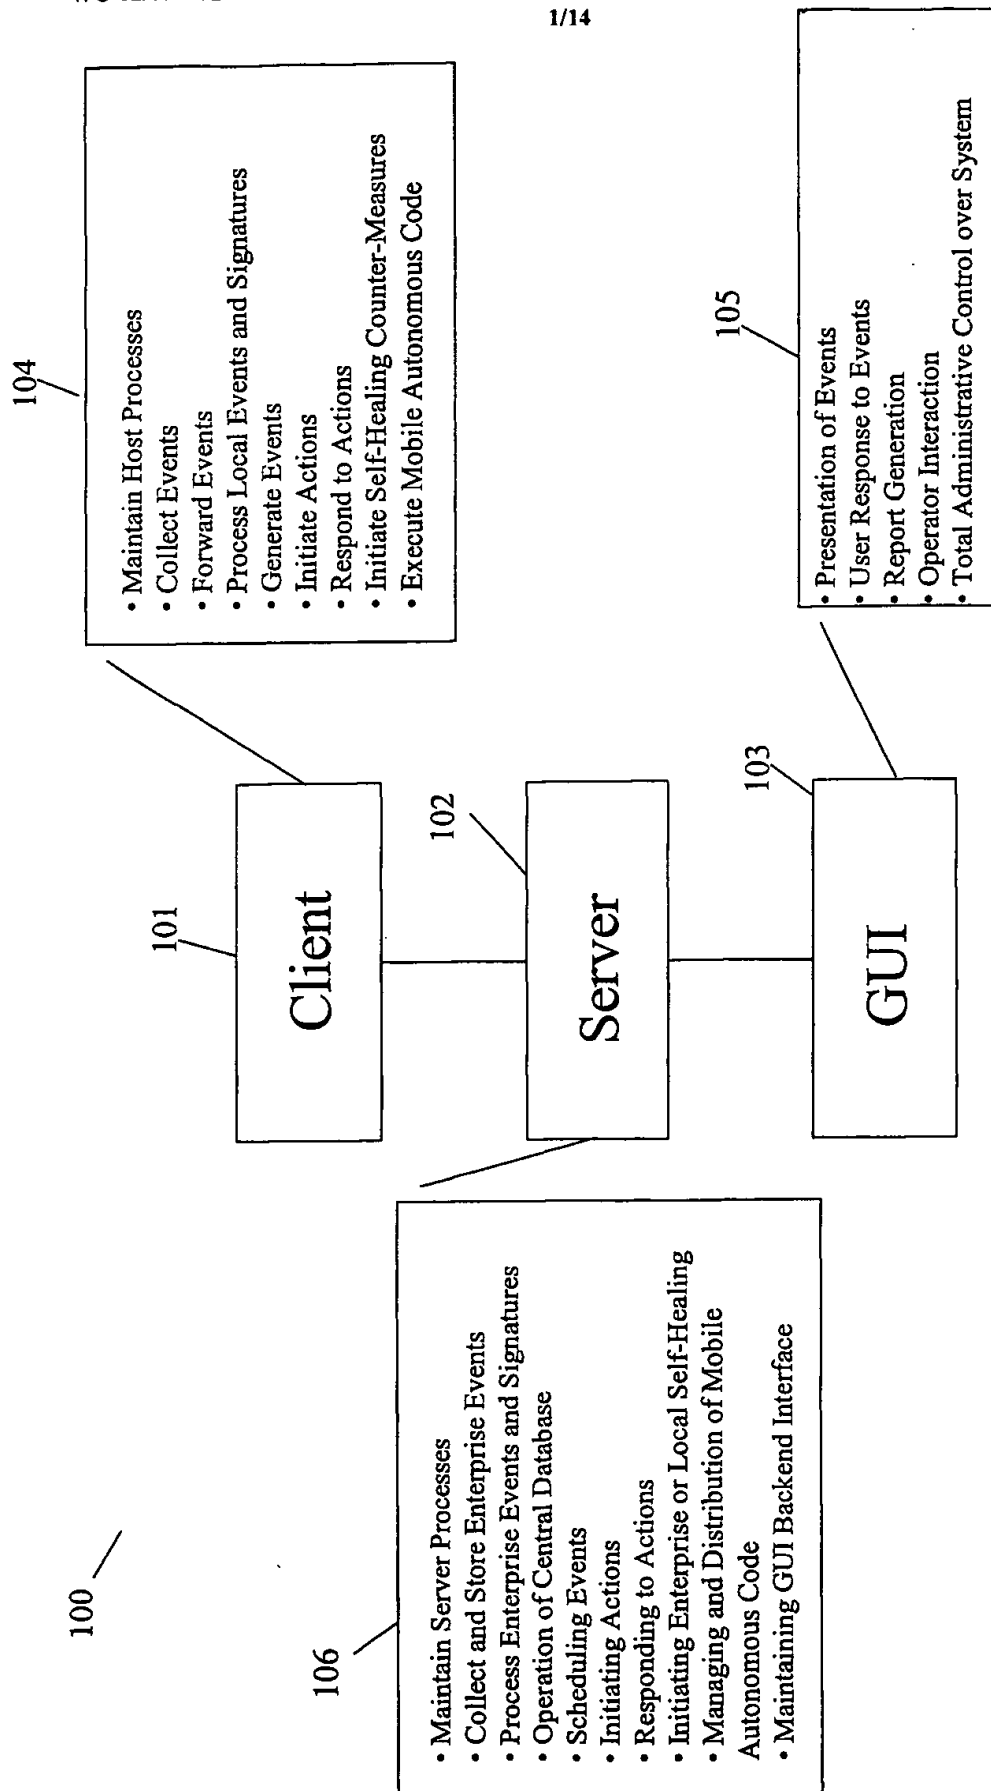 1/14
100
104
• Maintain Host Processes
• Collect Events
• Forward Events
• Process Local Events and Signatures
• Generate Events
• Initiate Actions
• Respond to Actions
• Initiate Self-Healing Counter-Measures
• Execute Mobile Autonomous Code
101
Client
102
Server
103
GUI
105
• Presentation of Events
• User Response to Events
• Report Generation
• Operator Interaction
• Total Administrative Control over System
106
• Maintain Server Processes
• Collect and Store Enterprise Events
• Process Enterprise Events and Signatures
• Operation of Central Database
• Scheduling Events
• Initiating Actions
• Responding to Actions
• Initiating Enterprise or Local Self-Healing
• Managing and Distribution of Mobile
Autonomous Code
• Maintaining GUI Backend Interface